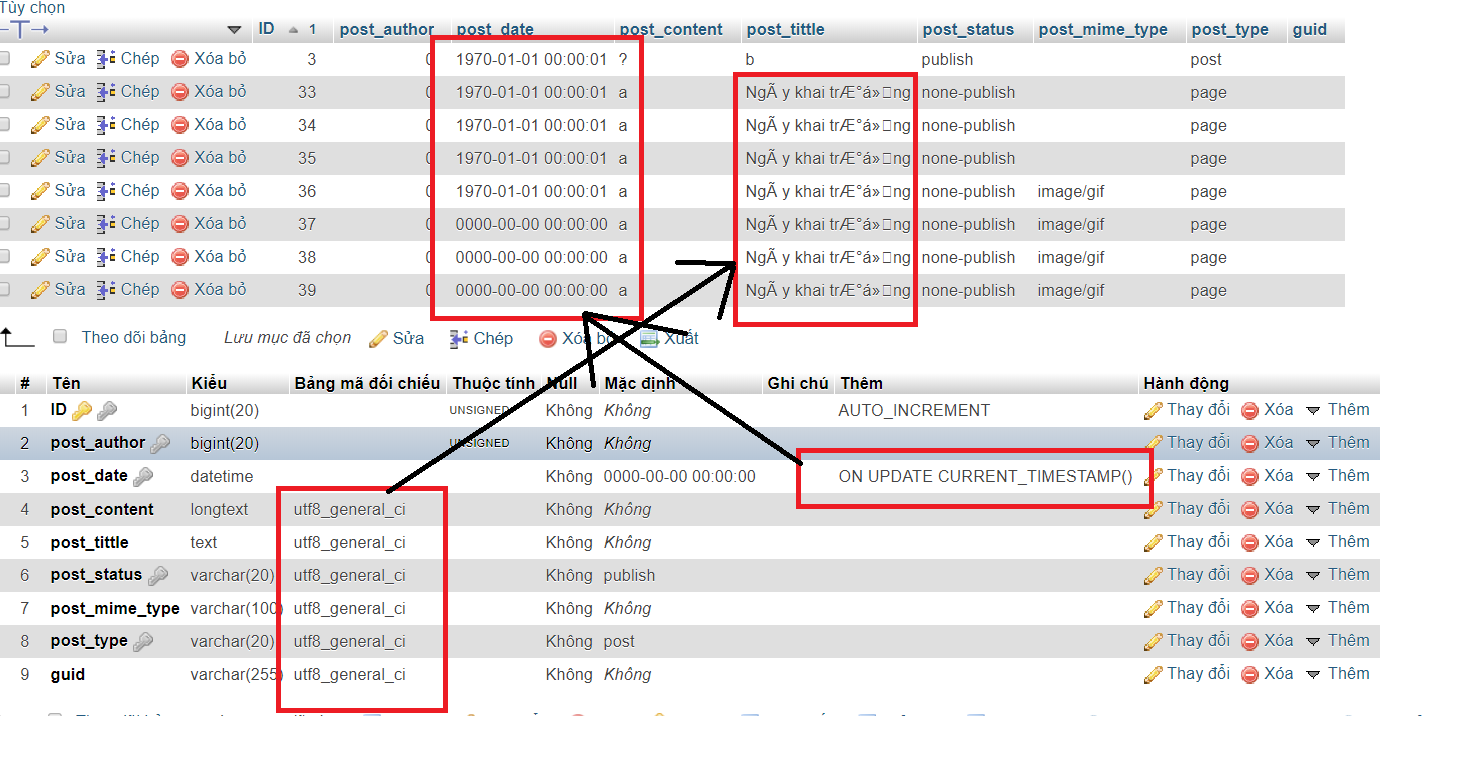 Tùy chọn
ID 1 post_author post_date post_content post_tittle post_status post_mime_type post_type guid
Sửa Chép Xóa bỏ 3 0 1970-01-01 00:00:01 ? b publish post
Sửa Chép Xóa bỏ 33 0 1970-01-01 00:00:01 a NgÃ y khai trÆ°á»□ng none-publish page
Sửa Chép Xóa bỏ 34 0 1970-01-01 00:00:01 a NgÃ y khai trÆ°á»□ng none-publish page
Sửa Chép Xóa bỏ 35 0 1970-01-01 00:00:01 a NgÃ y khai trÆ°á»□ng none-publish page
Sửa Chép Xóa bỏ 36 0 1970-01-01 00:00:01 a NgÃ y khai trÆ°á»□ng none-publish image/gif page
Sửa Chép Xóa bỏ 37 0 0000-00-00 00:00:00 a NgÃ y khai trÆ°á»□ng none-publish image/gif page
Sửa Chép Xóa bỏ 38 0 0000-00-00 00:00:00 a NgÃ y khai trÆ°á»□ng none-publish image/gif page
Sửa Chép Xóa bỏ 39 0 0000-00-00 00:00:00 a NgÃ y khai trÆ°á»□ng none-publish image/gif page
Theo dõi bảng Lưu mục đã chọn Sửa Chép Xóa bỏ Xuất
# Tên Kiểu Bảng mã đối chiếu Thuộc tính Null Mặc định Ghi chú Thêm Hành động
1 ID bigint(20) UNSIGNED Không Không AUTO_INCREMENT Thay đổi Xóa Thêm
2 post_author bigint(20) UNSIGNED Không Không Thay đổi Xóa Thêm
3 post_date datetime Không 0000-00-00 00:00:00 ON UPDATE CURRENT_TIMESTAMP() Thay đổi Xóa Thêm
4 post_content longtext utf8_general_ci Không Không Thay đổi Xóa Thêm
5 post_tittle text utf8_general_ci Không Không Thay đổi Xóa Thêm
6 post_status varchar(20) utf8_general_ci Không publish Thay đổi Xóa Thêm
7 post_mime_type varchar(100) utf8_general_ci Không Không Thay đổi Xóa Thêm
8 post_type varchar(20) utf8_general_ci Không post Thay đổi Xóa Thêm
9 guid varchar(255) utf8_general_ci Không Không Thay đổi Xóa Thêm